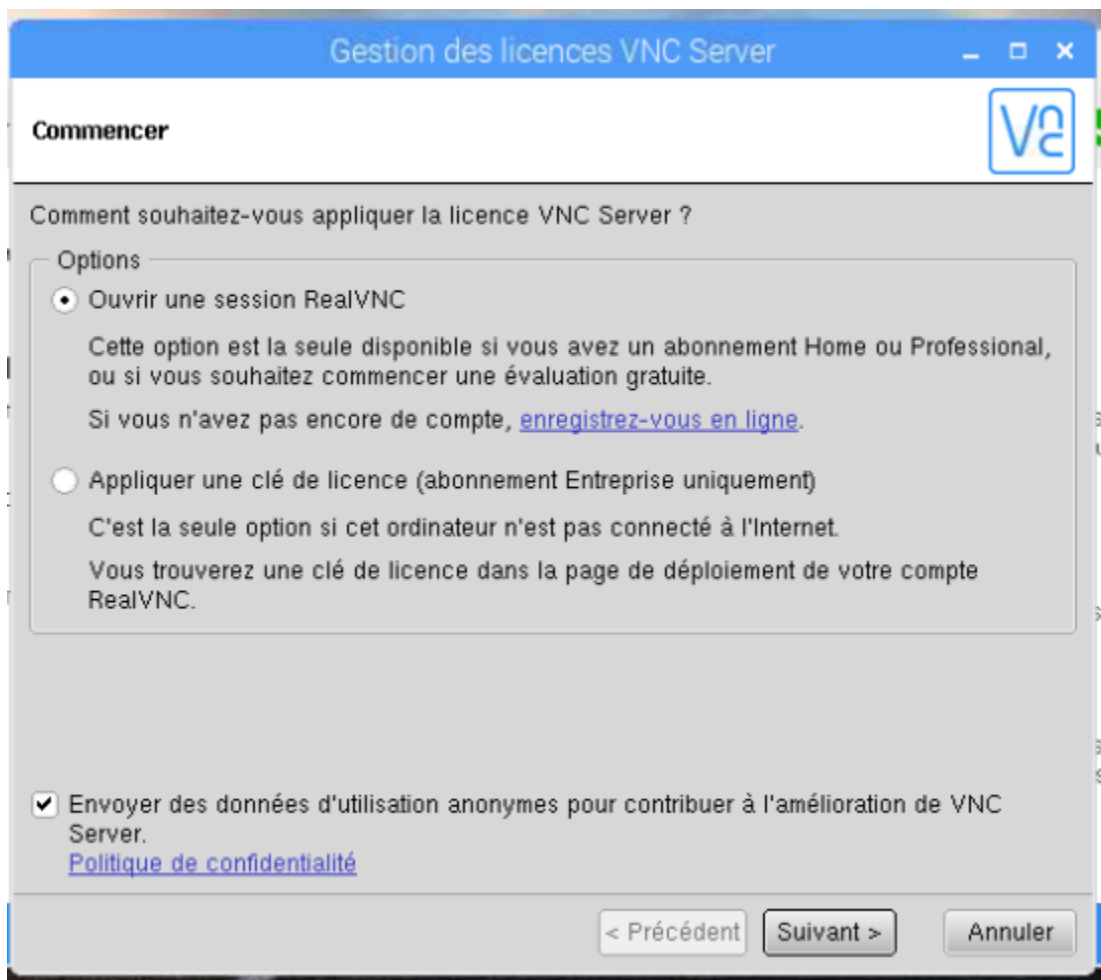 Gestion des licences VNC Server
Commencer
Comment souhaitez-vous appliquer la licence VNC Server ?
Options
Ouvrir une session RealVNC
Cette option est la seule disponible si vous avez un abonnement Home ou Professional,
ou si vous souhaitez commencer une évaluation gratuite.
Si vous n'avez pas encore de compte, enregistrez-vous en ligne.
Appliquer une clé de licence (abonnement Entreprise uniquement)
C'est la seule option si cet ordinateur n'est pas connecté à l'Internet.
Vous trouverez une clé de licence dans la page de déploiement de votre compte
RealVNC.
Envoyer des données d'utilisation anonymes pour contribuer à l'amélioration de VNC
Server.
Politique de confidentialité
< Précédent Suivant > Annuler